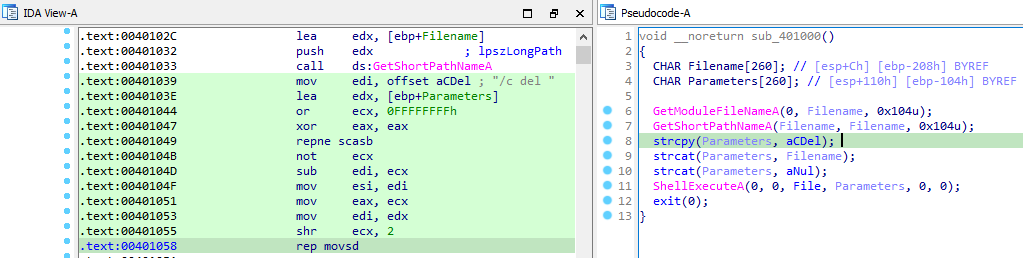 IDA View-A
.text:0040102C lea edx, [ebp+Filename]
.text:00401032 push edx ; lpszLongPath
.text:00401033 call ds:GetShortPathNameA
.text:00401039 mov edi, offset aCDel ; "/c del "
.text:0040103E lea edx, [ebp+Parameters]
.text:00401044 or ecx, 0FFFFFFFFh
.text:00401047 xor eax, eax
.text:00401049 repne scasb
.text:0040104B not ecx
.text:0040104D sub edi, ecx
.text:0040104F mov esi, edi
.text:00401051 mov eax, ecx
.text:00401053 mov edi, edx
.text:00401055 shr ecx, 2
.text:00401058 rep movsd
Pseudocode-A
1 void __noreturn sub_401000()
2 {
3 CHAR Filename[260]; // [esp+Ch] [ebp-208h] BYREF
4 CHAR Parameters[260]; // [esp+110h] [ebp-104h] BYREF
5
6 GetModuleFileNameA(0, Filename, 0x104u);
7 GetShortPathNameA(Filename, Filename, 0x104u);
8 strcpy(Parameters, aCDel);
9 strcat(Parameters, Filename);
10 strcat(Parameters, aNul);
11 ShellExecuteA(0, 0, File, Parameters, 0, 0);
12 exit(0);
13 }